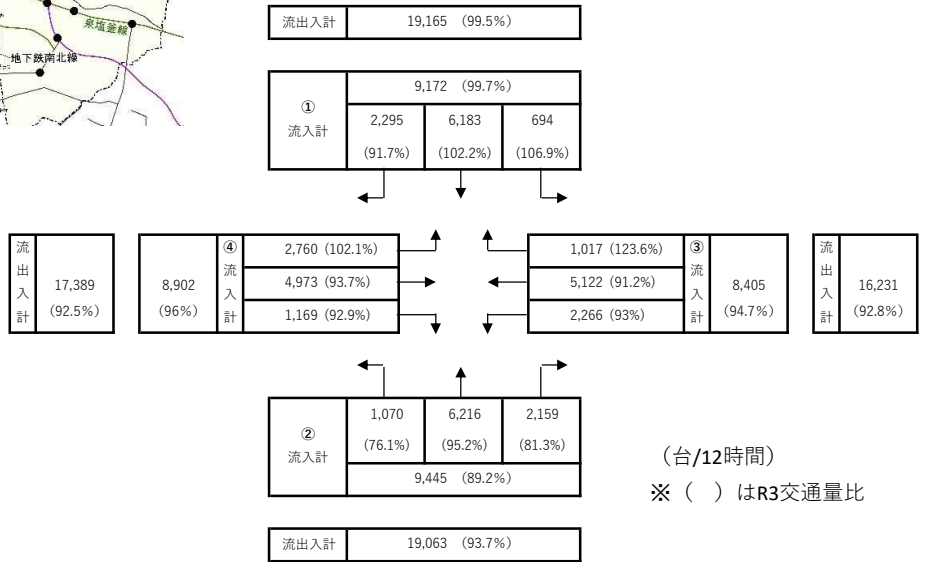 泉塩釜線
地下鉄南北線
流出入計 19,165 (99.5%)
① 流入計
9,172 (99.7%)
2,295 6,183 694
(91.7%) (102.2%) (106.9%)
流出入計
17,389
(92.5%)
8,902
(96%)
④流入計
2,760 (102.1%)
4,973 (93.7%)
1,169 (92.9%)
1,017 (123.6%)
5,122 (91.2%)
2,266 (93%)
③流入計
8,405
(94.7%)
流出入計
16,231
(92.8%)
② 流入計
1,070 6,216 2,159
(76.1%) (95.2%) (81.3%)
9,445 (89.2%)
流出入計 19,063 (93.7%)
（台/12時間）
※（　）はR3交通量比